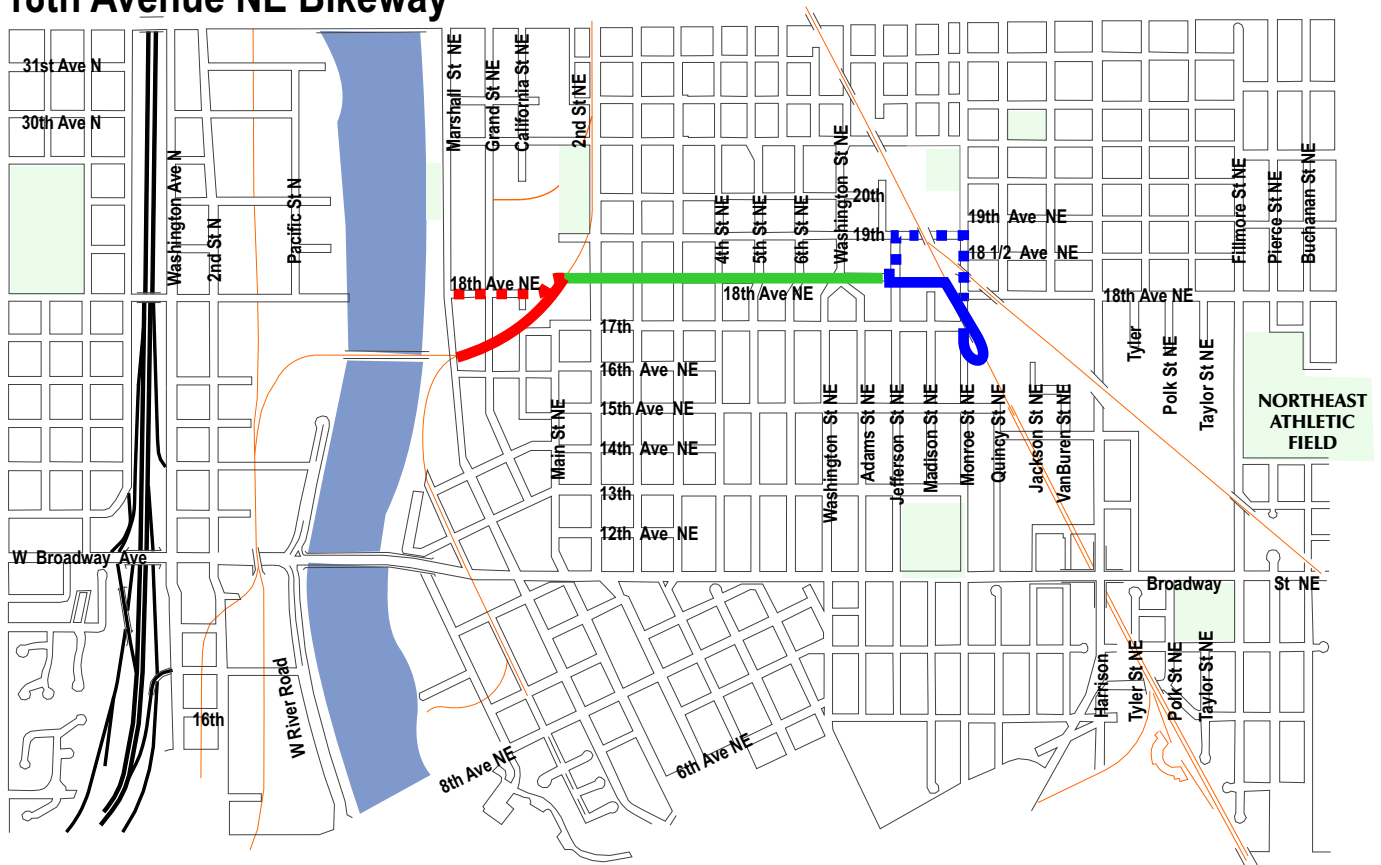 18th Avenue NE Bikeway
31st Ave N
30th Ave N
Washington Ave N
2nd St N
Pacific St N
Marshall St NE
Grand St NE
California St NE
2nd St NE
4th St NE
5th St NE
6th St NE
Washington St NE
20th
19th
19th Ave NE
18 1/2 Ave NE
Fillmore St NE
Pierce St NE
Buchanan St NE
18th Ave NE
18th Ave NE
18th Ave NE
17th
16th Ave NE
15th Ave NE
14th Ave NE
13th
12th Ave NE
Main St NE
Washington St NE
Adams St NE
Jefferson St NE
Madison St NE
Monroe St NE
Quincy St NE
Jackson St NE
VanBuren St NE
Tyler
Polk St NE
Taylor St NE
NORTHEAST
ATHLETIC
FIELD
W Broadway Ave
Broadway St NE
16th
W River Road
8th Ave NE
6th Ave NE
Harrison
Tyler St NE
Polk St NE
Taylor St NE